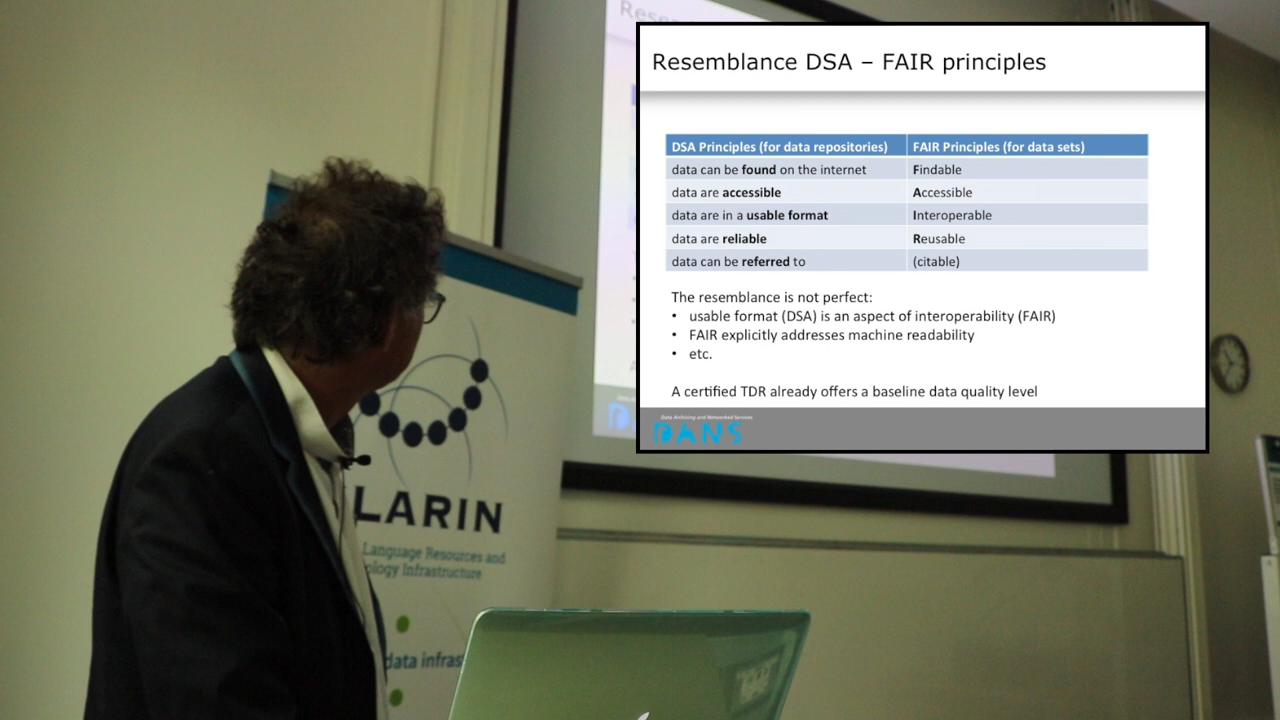 Resemblance DSA – FAIR principles
DSA Principles (for data repositories) FAIR Principles (for data sets)
data can be found on the internet Findable
data are accessible Accessible
data are in a usable format Interoperable
data are reliable Reusable
data can be referred to (citable)
The resemblance is not perfect:
• usable format (DSA) is an aspect of interoperability (FAIR)
• FAIR explicitly addresses machine readability
• etc.
A certified TDR already offers a baseline data quality level
Data Archiving and Networked Services
DANS
LARIN
Language Resources and
ology Infrastructure
data infras